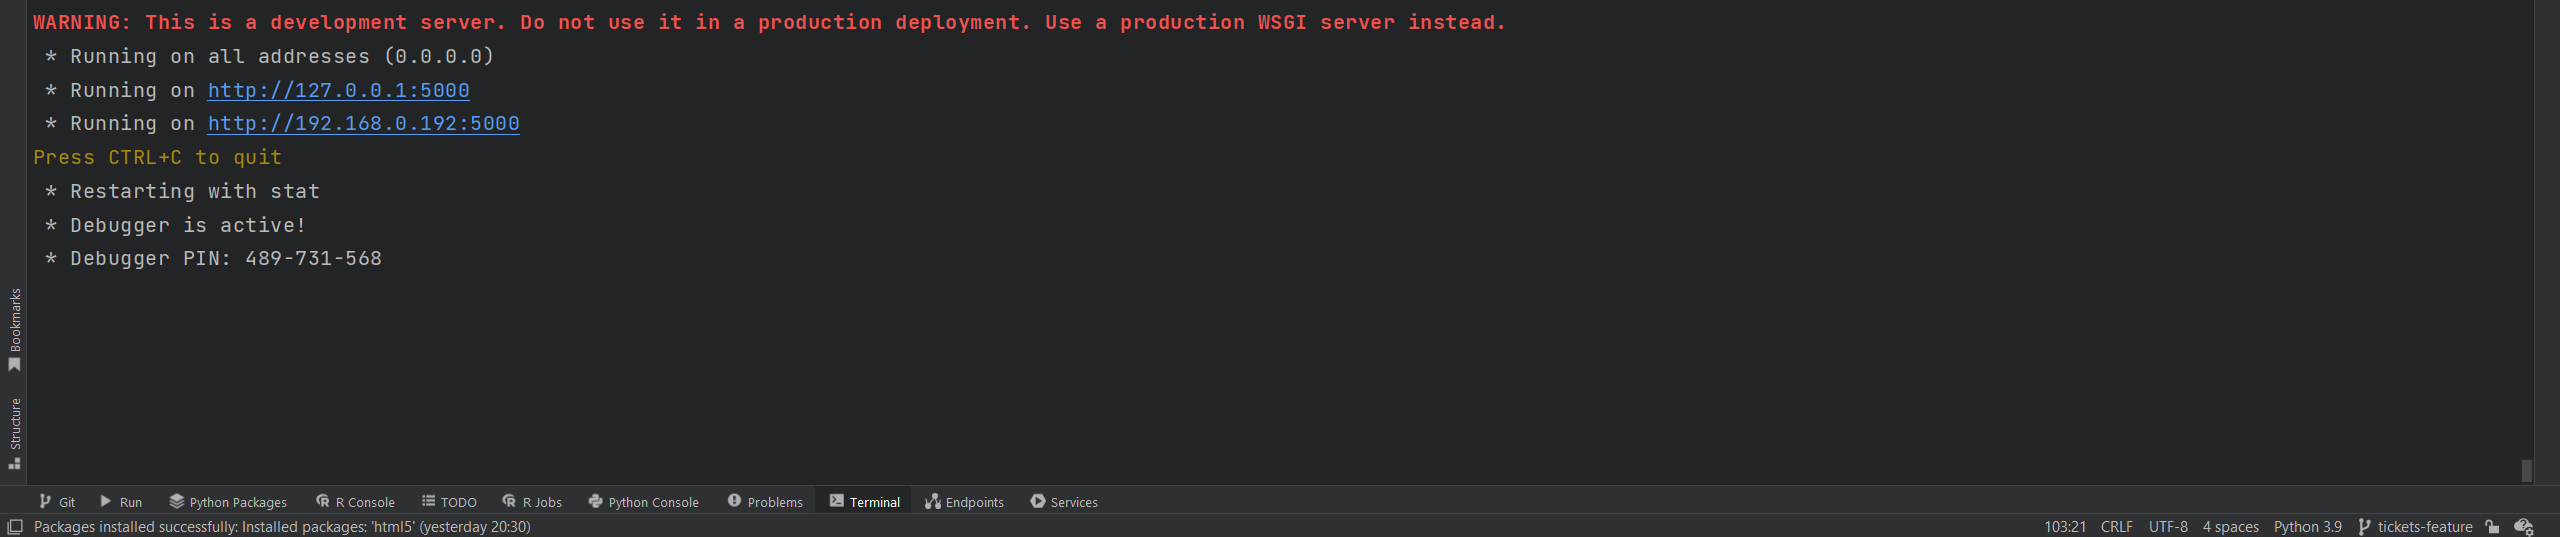 WARNING: This is a development server. Do not use it in a production deployment. Use a production WSGI server instead.
* Running on all addresses (0.0.0.0)
* Running on http://127.0.0.1:5000
* Running on http://192.168.0.192:5000
Press CTRL+C to quit
* Restarting with stat
* Debugger is active!
* Debugger PIN: 489-731-568
Bookmarks
Structure
Git Run Python Packages R Console TODO R Jobs Python Console Problems Terminal Endpoints Services
Packages installed successfully: Installed packages: 'html5' (yesterday 20:30) 103:21 CRLF UTF-8 4 spaces Python 3.9 tickets-feature